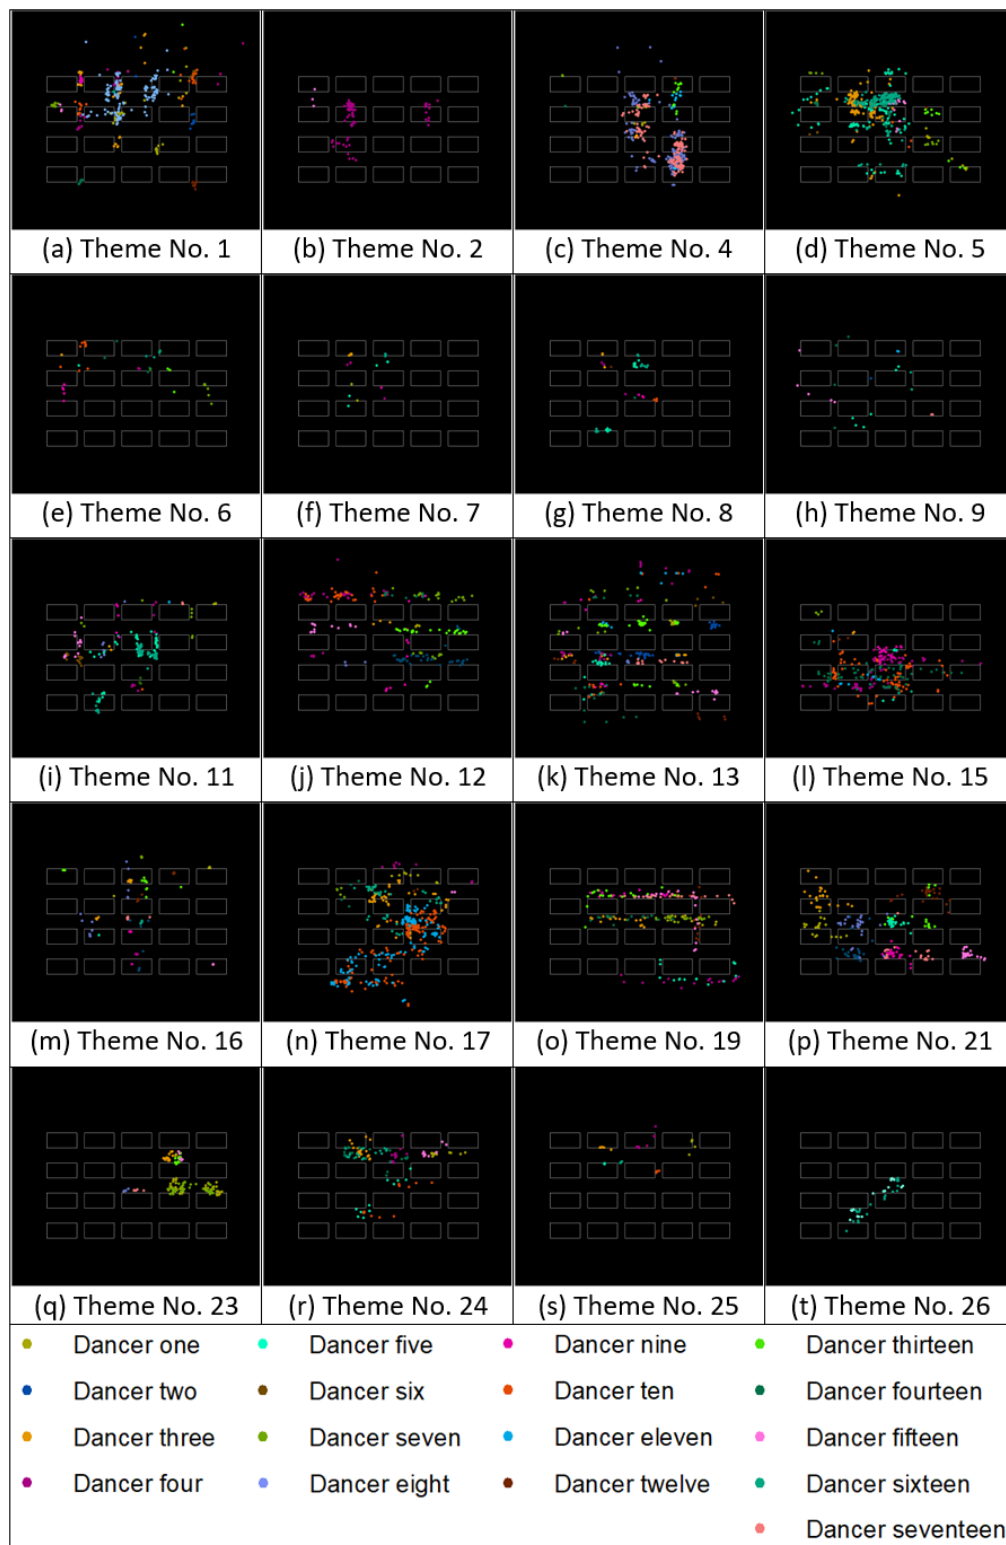 (a) Theme No. 1 (b) Theme No. 2 (c) Theme No. 4 (d) Theme No. 5
(e) Theme No. 6 (f) Theme No. 7 (g) Theme No. 8 (h) Theme No. 9
(i) Theme No. 11 (j) Theme No. 12 (k) Theme No. 13 (l) Theme No. 15
(m) Theme No. 16 (n) Theme No. 17 (o) Theme No. 19 (p) Theme No. 21
(q) Theme No. 23 (r) Theme No. 24 (s) Theme No. 25 (t) Theme No. 26
Dancer one Dancer five Dancer nine Dancer thirteen
Dancer two Dancer six Dancer ten Dancer fourteen
Dancer three Dancer seven Dancer eleven Dancer fifteen
Dancer four Dancer eight Dancer twelve Dancer sixteen
Dancer seventeen